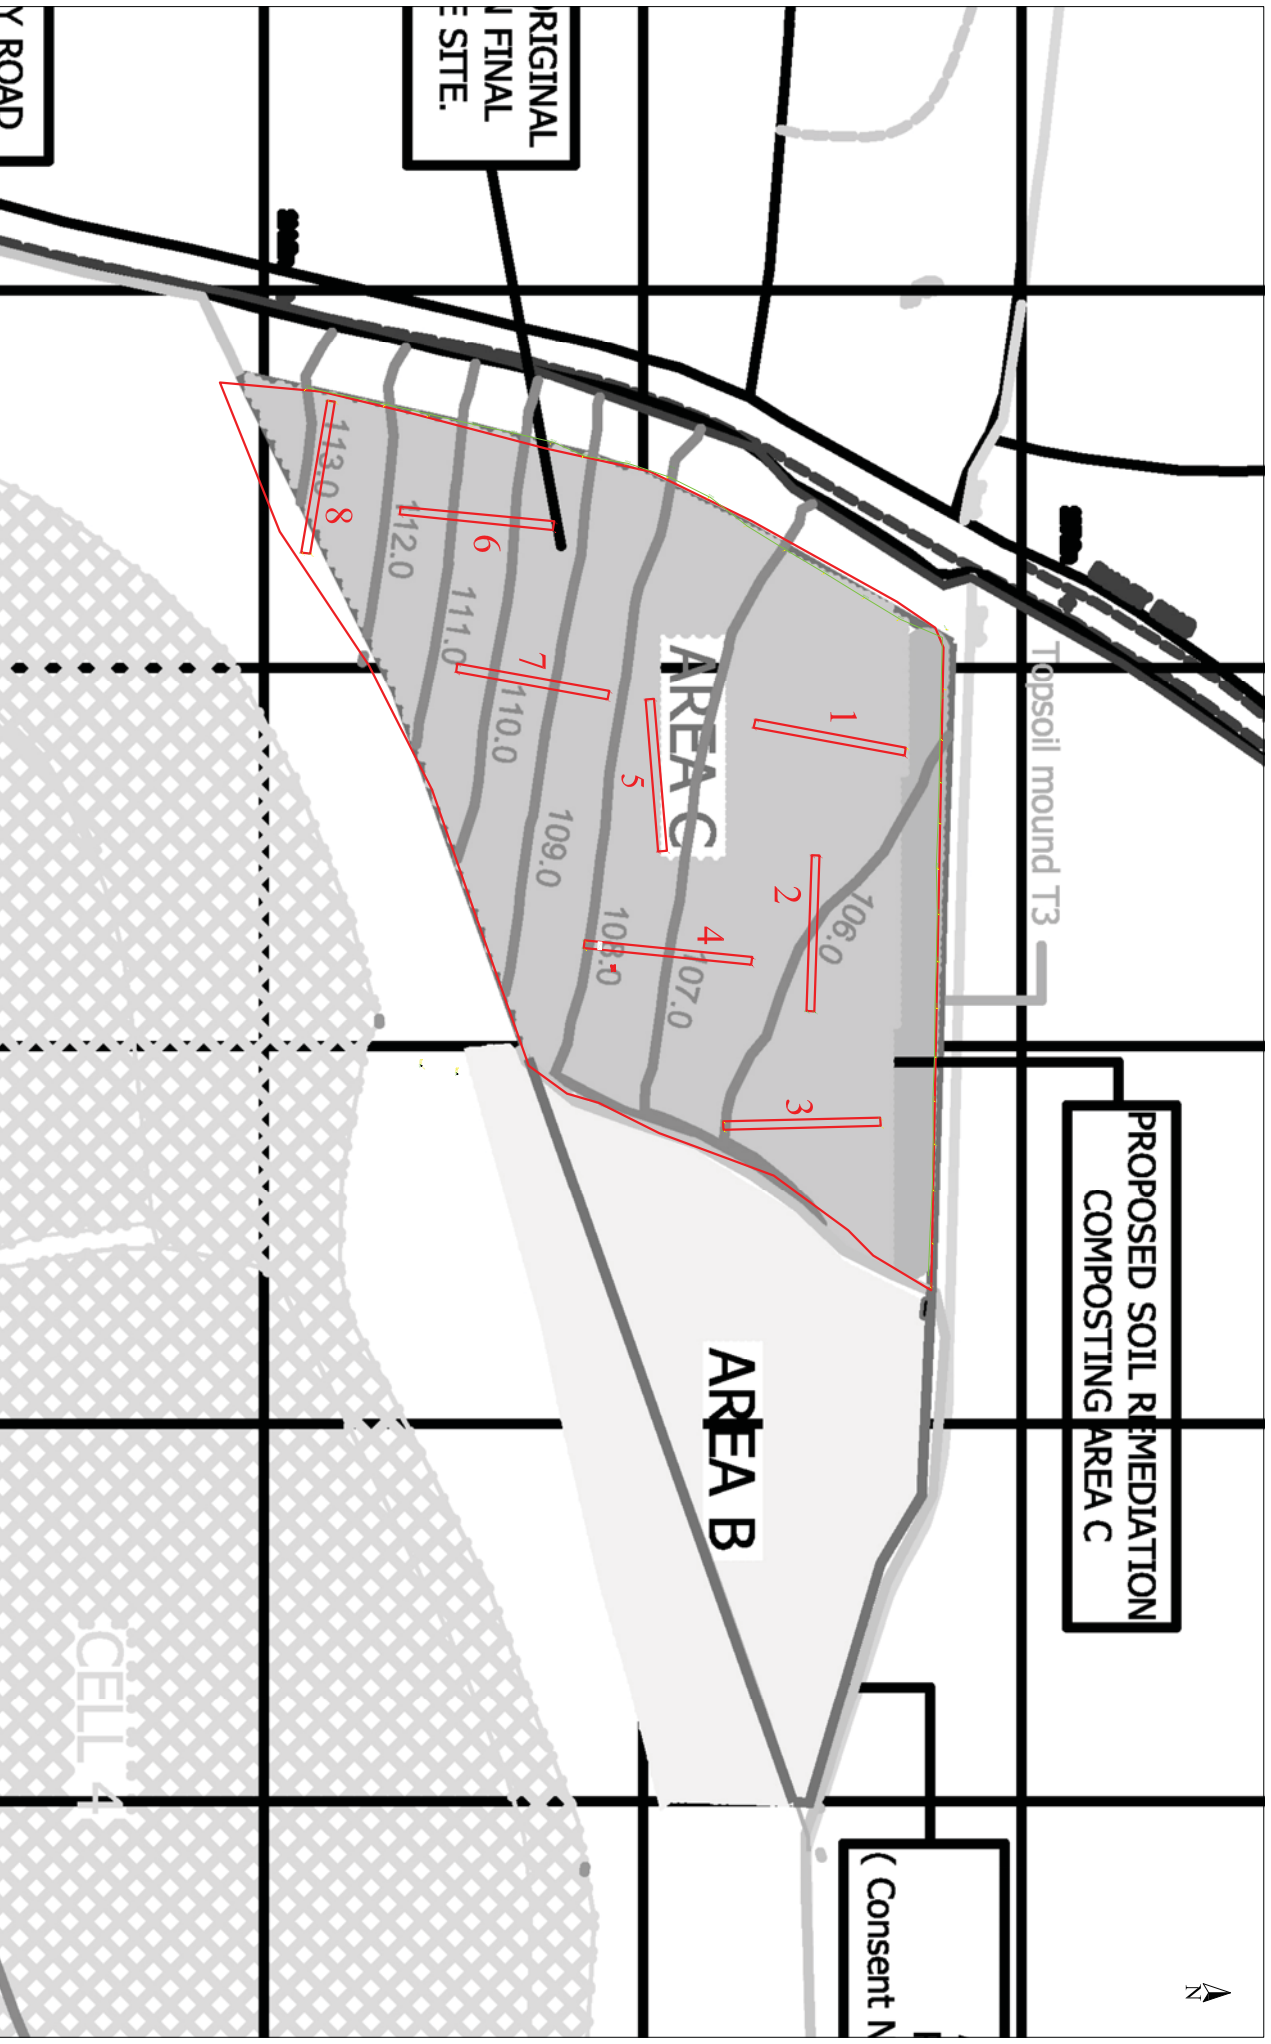 ORIGINAL
N FINAL
E SITE.
Y ROAD
Topsoil mound T3
PROPOSED SOIL REMEDIATION
COMPOSTING AREA C
AREA C
1
2
3
4
5
6
7
8
106.0
107.0
108.0
109.0
110.0
111.0
112.0
113.0
AREA B
CELL 4
( Consent N
N